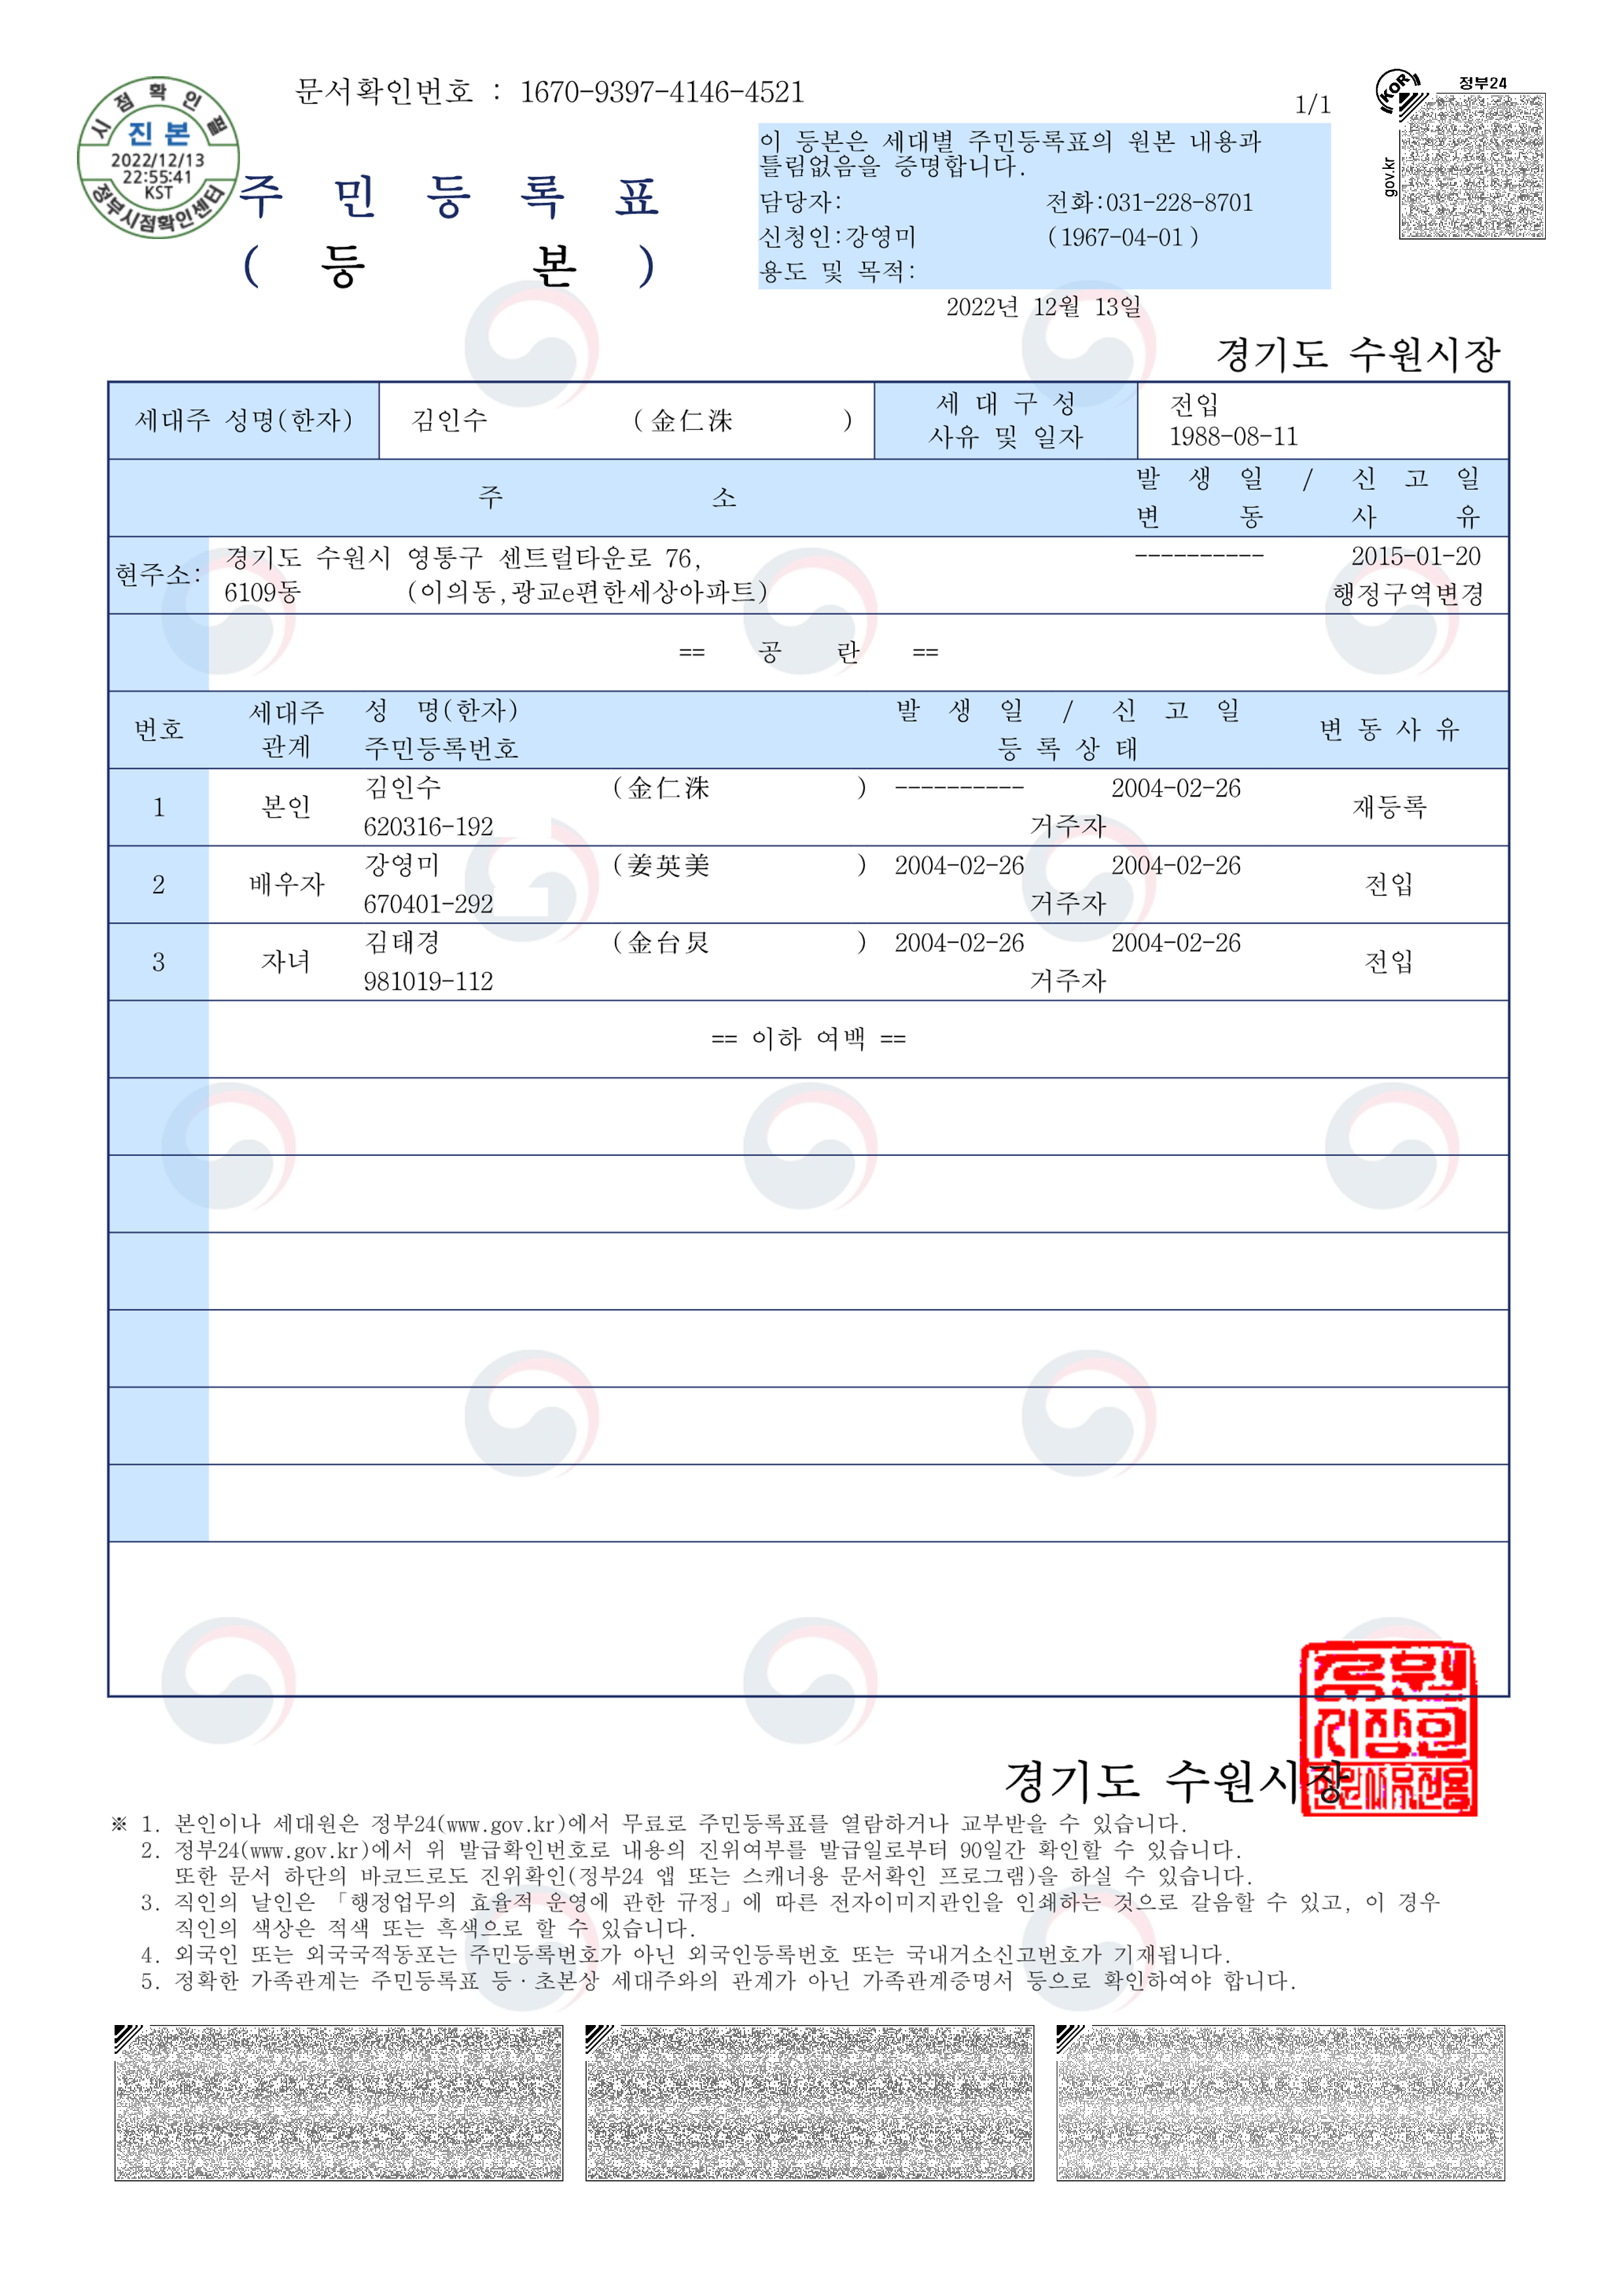 문서확인번호 : 1670-9397-4146-4521
시점확인필
진본
2022/12/13
22:55:41
KST
정부시점확인센터
1/1
정부24
KOR
gov.kr
주 민 등 록 표
( 등 본 )
이 등본은 세대별 주민등록표의 원본 내용과
틀림없음을 증명합니다.
담당자: 전화:031-228-8701
신청인:강영미 (1967-04-01)
용도 및 목적:
2022년 12월 13일
경기도 수원시장
세대주 성명(한자) 김인수 (金仁洙 ) 세 대 구 성 사유 및 일자 전입 1988-08-11
주 소 발 생 일 / 신 고 일
변 동 사 유
현주소: 경기도 수원시 영통구 센트럴타운로 76, ---------- 2015-01-20
6109동 (이의동,광교e편한세상아파트) 행정구역변경
== 공 란 ==
번호 세대주 관계 성 명(한자) 주민등록번호 발 생 일 / 신 고 일 등 록 상 태 변 동 사 유
1 본인 김인수 (金仁洙 ) ---------- 2004-02-26 재등록
620316-192 거주자
2 배우자 강영미 (姜英美 ) 2004-02-26 2004-02-26 전입
670401-292 거주자
3 자녀 김태경 (金台炅 ) 2004-02-26 2004-02-26 전입
981019-112 거주자
== 이하 여백 ==
경기도 수원시장
※ 1. 본인이나 세대원은 정부24(www.gov.kr)에서 무료로 주민등록표를 열람하거나 교부받을 수 있습니다.
2. 정부24(www.gov.kr)에서 위 발급확인번호로 내용의 진위여부를 발급일로부터 90일간 확인할 수 있습니다.
또한 문서 하단의 바코드로도 진위확인(정부24 앱 또는 스캐너용 문서확인 프로그램)을 하실 수 있습니다.
3. 직인의 날인은 「행정업무의 효율적 운영에 관한 규정」에 따른 전자이미지관인을 인쇄하는 것으로 갈음할 수 있고, 이 경우
직인의 색상은 적색 또는 흑색으로 할 수 있습니다.
4. 외국인 또는 외국국적동포는 주민등록번호가 아닌 외국인등록번호 또는 국내거소신고번호가 기재됩니다.
5. 정확한 가족관계는 주민등록표 등·초본상 세대주와의 관계가 아닌 가족관계증명서 등으로 확인하여야 합니다.